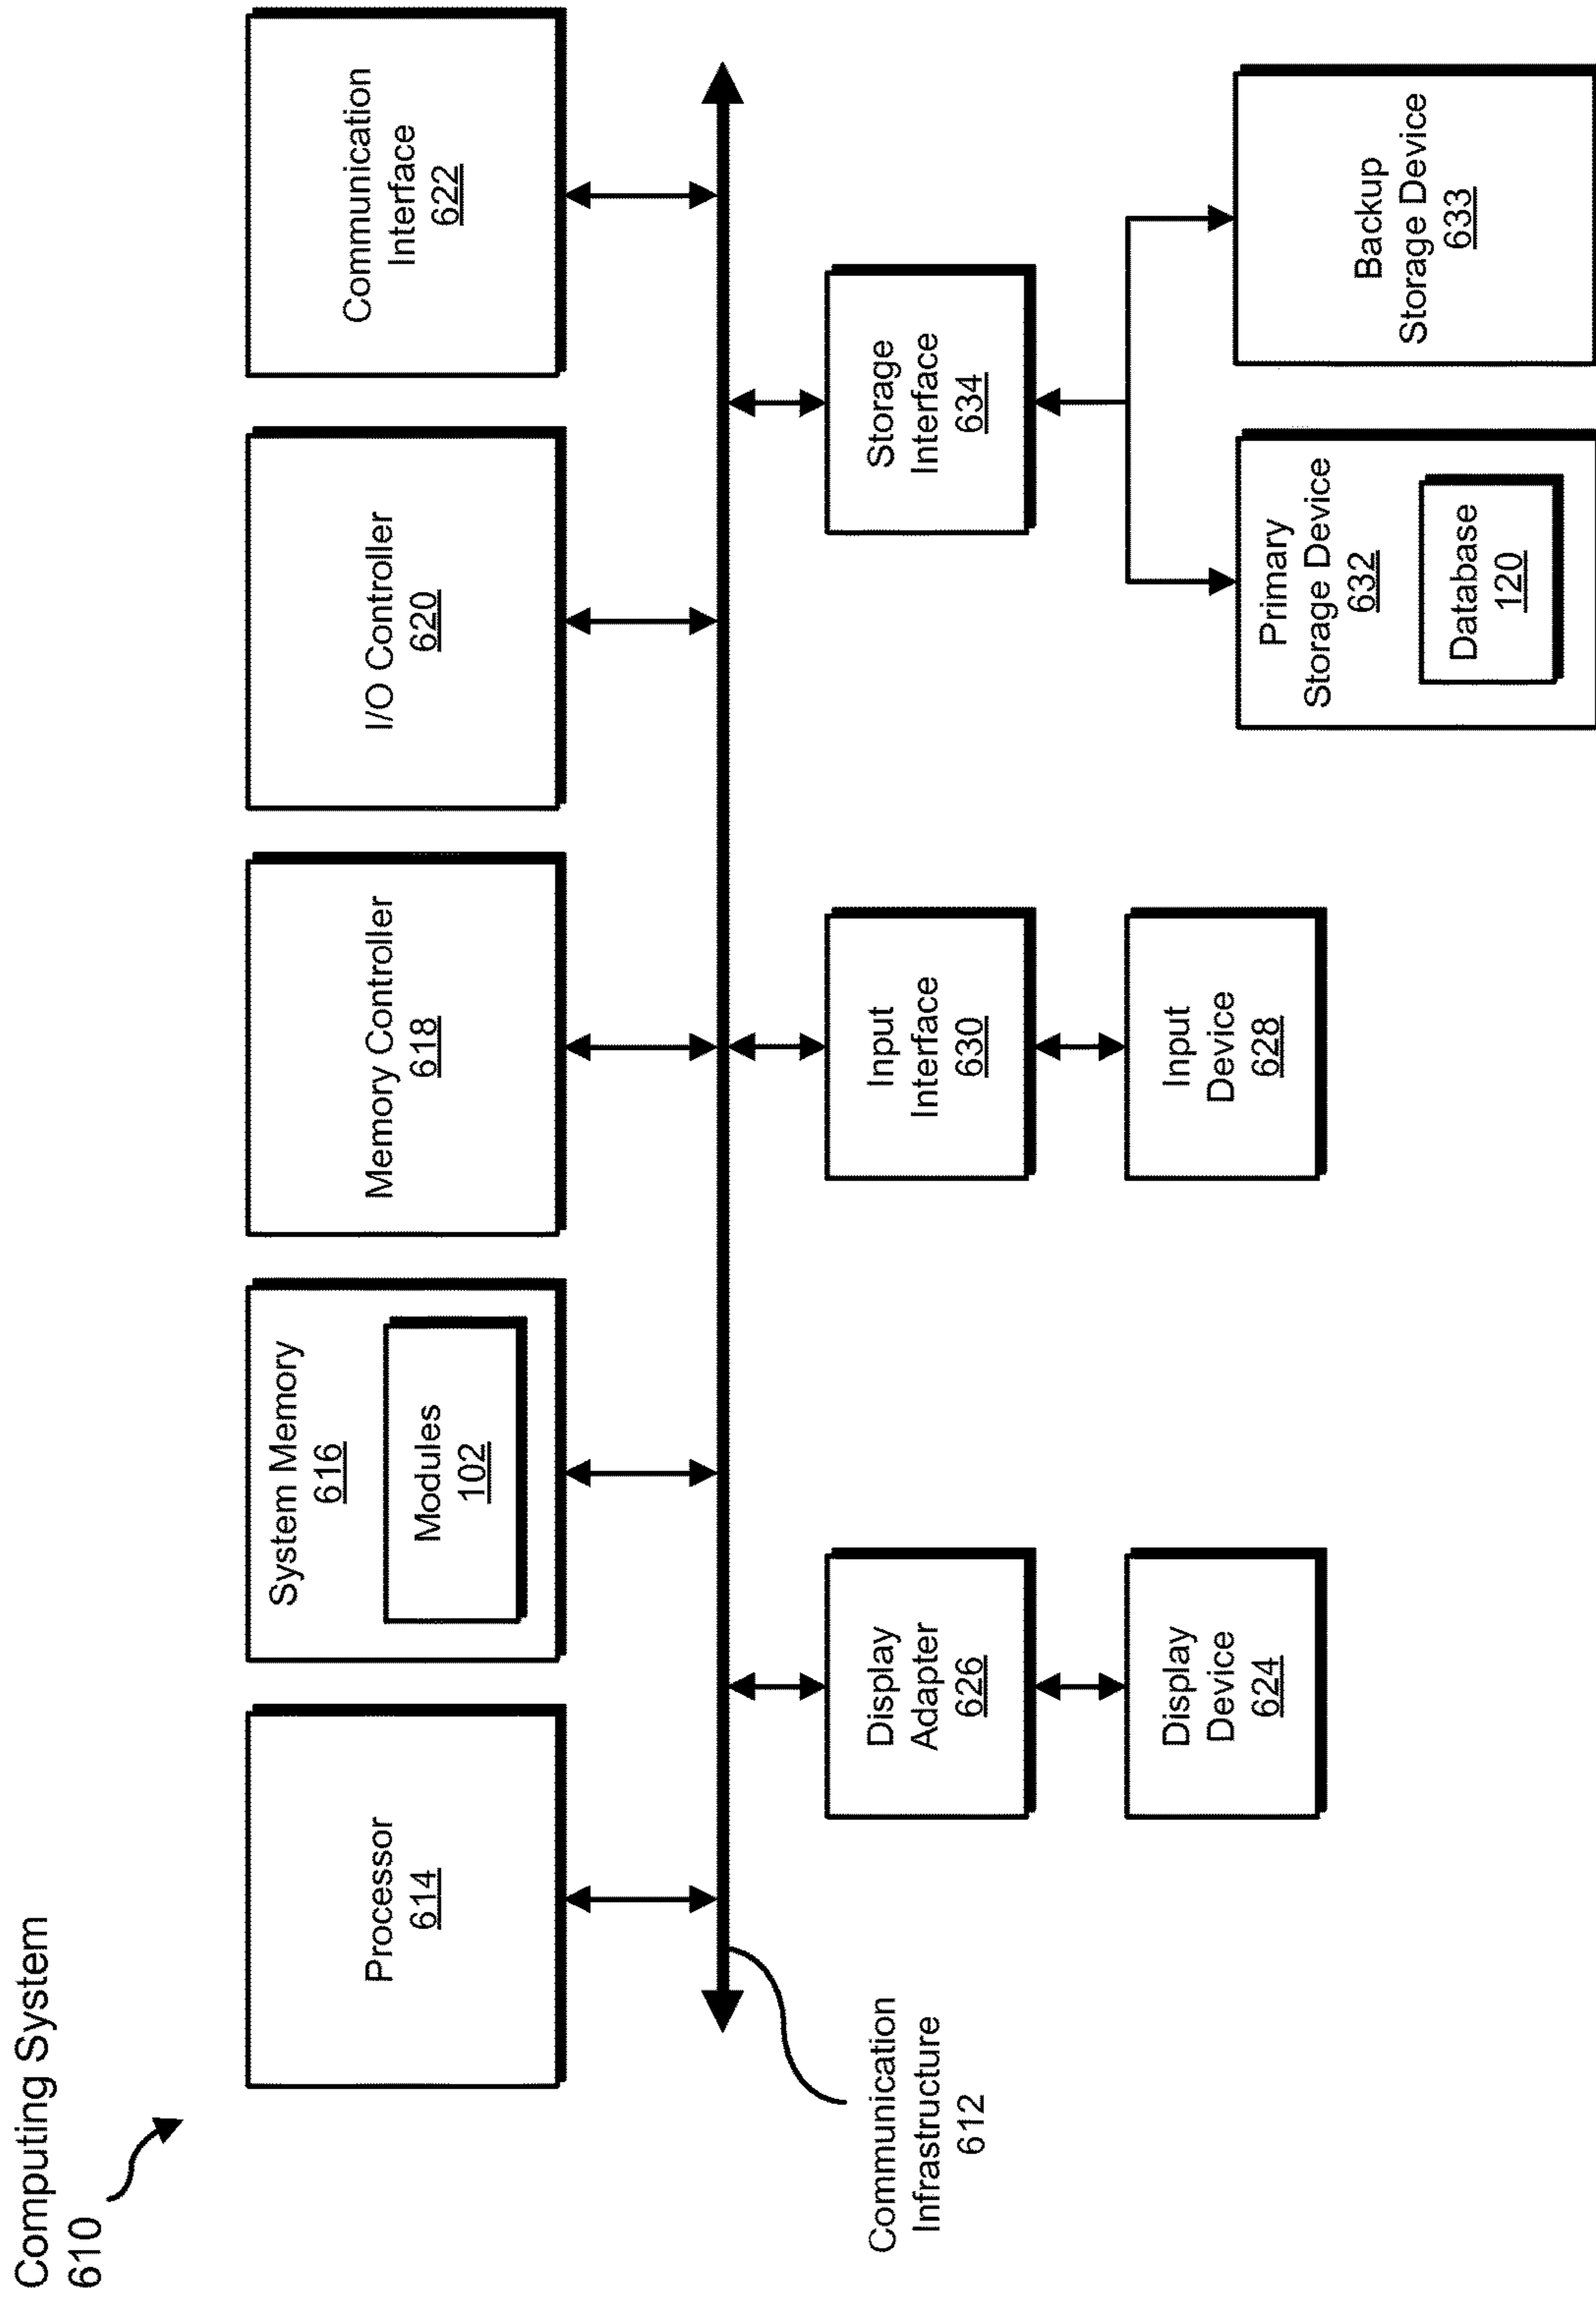 Computing System
610
Processor
614
System Memory
616
Modules
102
Memory Controller
618
I/O Controller
620
Communication
Interface
622
Communication
Infrastructure
612
Display
Adapter
626
Display
Device
624
Input
Interface
630
Input
Device
628
Storage
Interface
634
Primary
Storage Device
632
Database
120
Backup
Storage Device
633